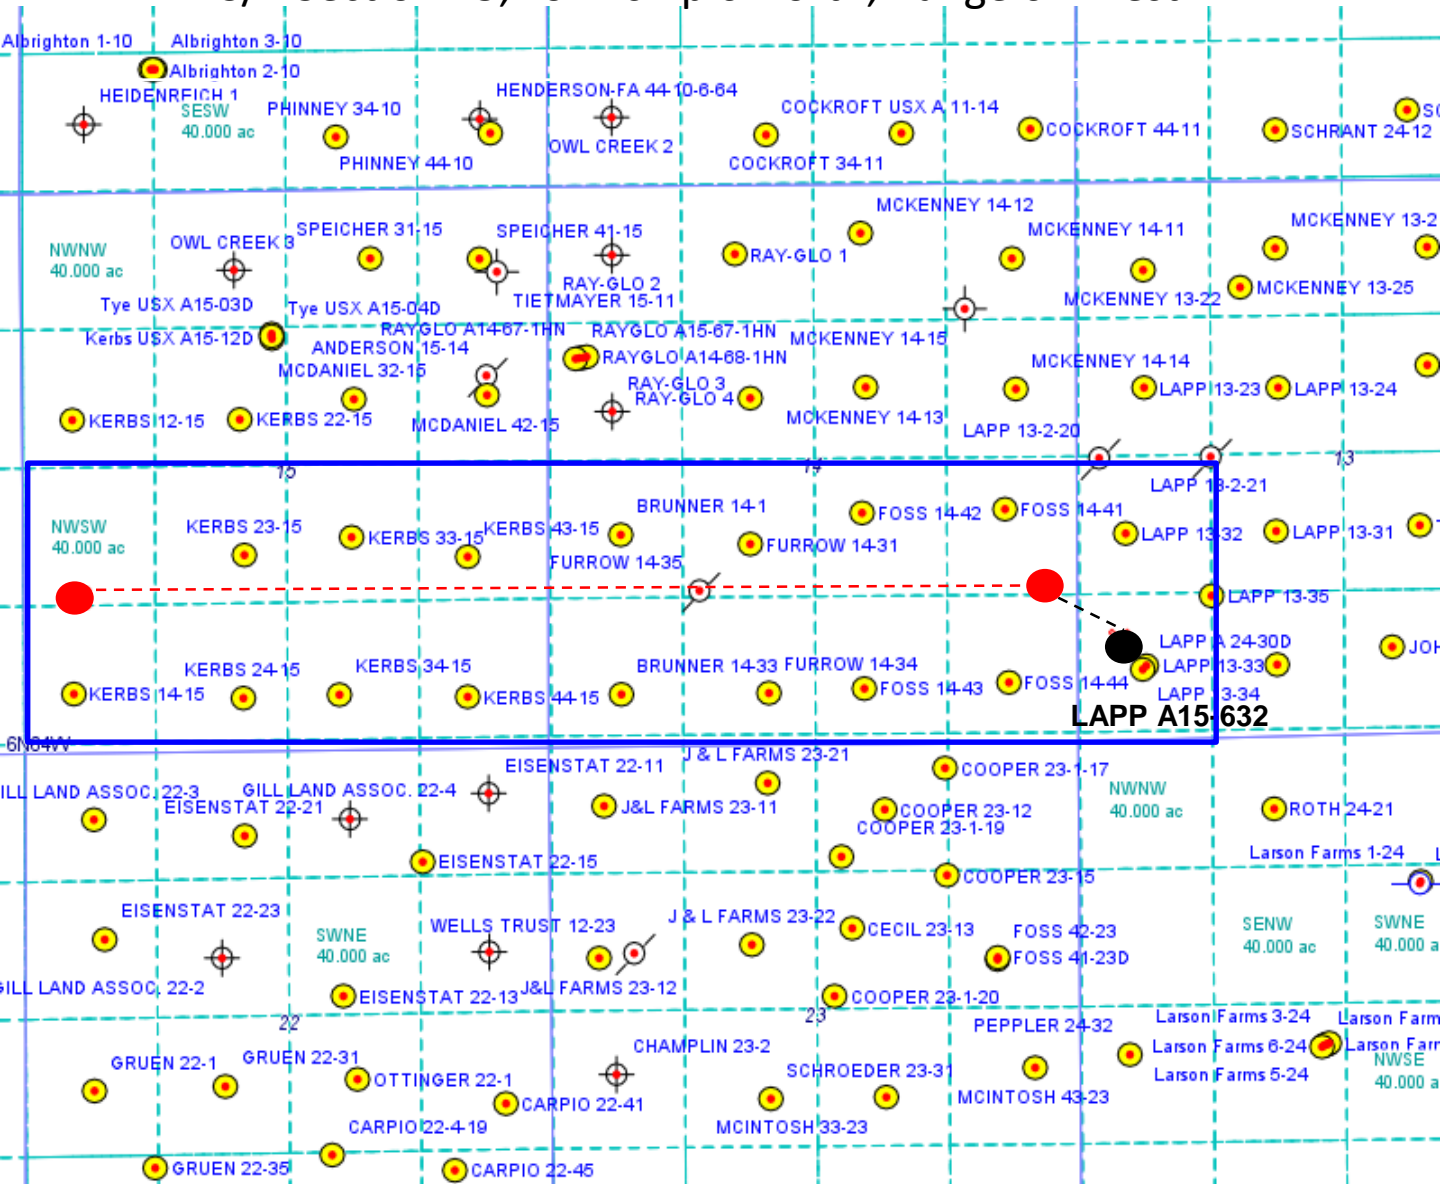 Albrighton 1-10
Albrighton 3-10
Albrighton 2-10
HEIDENREICH 1
SESW
40.000 ac
PHINNEY 34-10
PHINNEY 44-10
HENDERSON-FA 44-10-6-64
OWL CREEK 2
COCKROFT USX A 11-14
COCKROFT 34-11
COCKROFT 44-11
SCHRANT 24-12
NWNW
40.000 ac
OWL CREEK 3
SPEICHER 31-15
SPEICHER 41-15
RAY-GLO 2
TIETMAYER 15-11
RAY-GLO 1
MCKENNEY 14-12
MCKENNEY 14-11
MCKENNEY 13-2
MCKENNEY 13-22
MCKENNEY 13-25
Tye USX A15-03D
Tye USX A15-04D
Kerbs USX A15-12D
RAYGLO A14-67-1HN
RAYGLO A15-67-1HN
ANDERSON 15-14
RAYGLO A14-68-1HN
MCKENNEY 14-15
MCDANIEL 32-15
MCKENNEY 14-14
RAY-GLO 3
RAY-GLO 4
LAPP 13-23
LAPP 13-24
KERBS 12-15
KERBS 22-15
MCDANIEL 42-15
MCKENNEY 14-13
LAPP 13-2-20
15
14
13
LAPP 13-2-21
NWSW
40.000 ac
KERBS 23-15
KERBS 33-15
KERBS 43-15
BRUNNER 14-1
FOSS 14-42
FOSS 14-41
LAPP 13-32
LAPP 13-31
FURROW 14-31
FURROW 14-35
LAPP 13-35
LAPP A 24-30D
LAPP 13-33
LAPP 13-34
KERBS 24-15
KERBS 34-15
BRUNNER 14-33
FURROW 14-34
KERBS 14-15
KERBS 44-15
FOSS 14-43
FOSS 14-44
LAPP A15-632
6N64W
J & L FARMS 23-21
EISENSTAT 22-11
COOPER 23-1-17
GILL LAND ASSOC. 22-4
ILL LAND ASSOC. 22-3
EISENSTAT 22-21
J&L FARMS 23-11
COOPER 23-12
COOPER 23-1-19
NWNW
40.000 ac
ROTH 24-21
EISENSTAT 22-15
COOPER 23-15
Larson Farms 1-24
EISENSTAT 22-23
SWNE
40.000 ac
WELLS TRUST 12-23
J & L FARMS 23-22
CECIL 23-13
FOSS 42-23
FOSS 41-23D
SENW
40.000 ac
SWNE
40.000 a
GILL LAND ASSOC. 22-2
EISENSTAT 22-13
J&L FARMS 23-12
COOPER 23-1-20
22
23
PEPPLER 24-32
Larson Farms 3-24
Larson Farm
Larson Farms 6-24
Larson Farms 5-24
NWSE
40.000 a
GRUEN 22-1
GRUEN 22-31
OTTINGER 22-1
CHAMPLIN 23-2
SCHROEDER 23-31
MCINTOSH 43-23
CARPIO 22-41
CARPIO 22-4-19
MCINTOSH 33-23
GRUEN 22-35
CARPIO 22-45